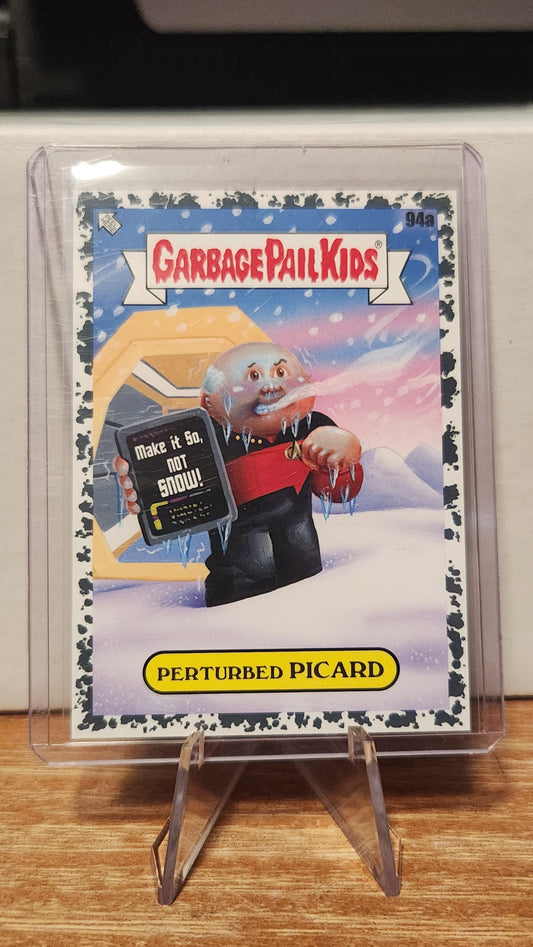 94a
GARBAGE PAIL KIDS®
Make it So,
NOT
SNOW!
PERTURBED PICARD